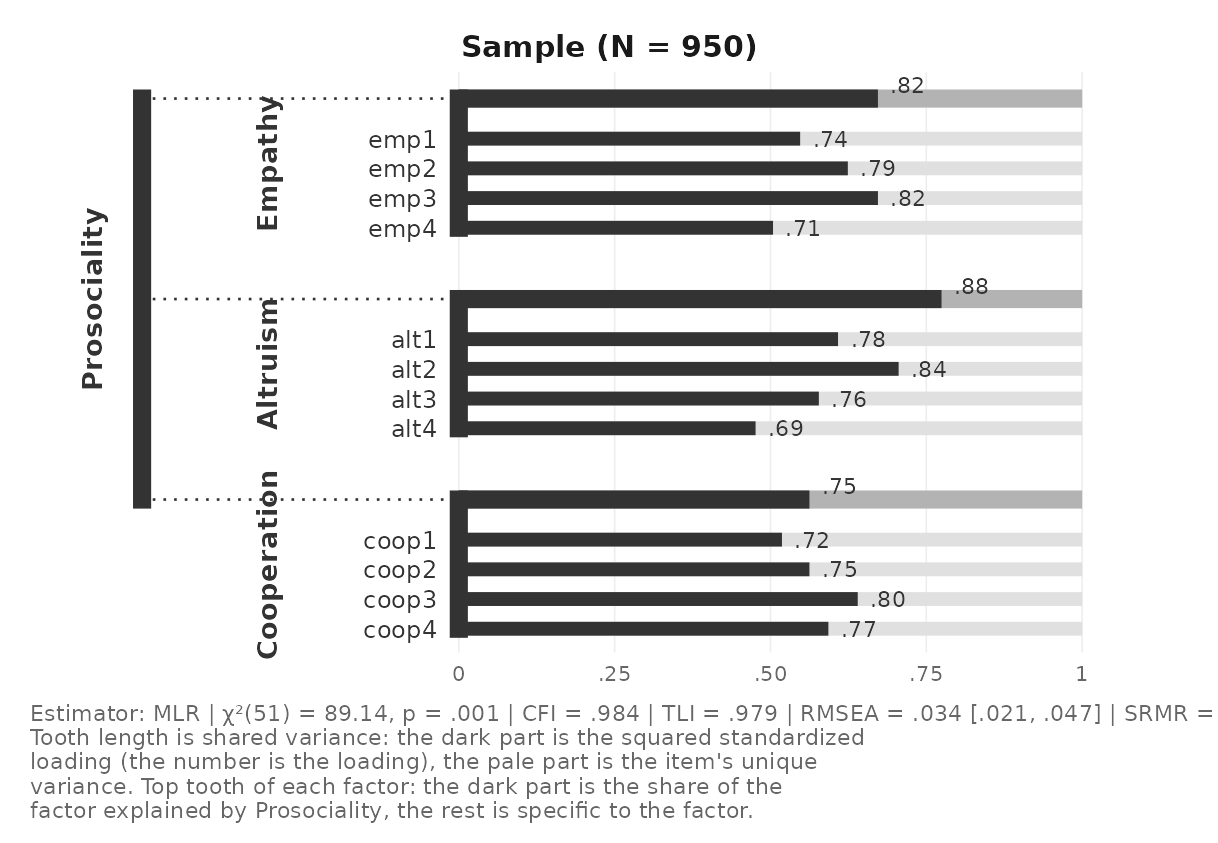 Sample (N = 950)
Prosociality
Empathy
.82
emp1 .74
emp2 .79
emp3 .82
emp4 .71
Altruism
.88
alt1 .78
alt2 .84
alt3 .76
alt4 .69
Cooperation
.75
coop1 .72
coop2 .75
coop3 .80
coop4 .77
0 .25 .50 .75 1
Estimator: MLR | χ²(51) = 89.14, p = .001 | CFI = .984 | TLI = .979 | RMSEA = .034 [.021, .047] | SRMR =
Tooth length is shared variance: the dark part is the squared standardized
loading (the number is the loading), the pale part is the item's unique
variance. Top tooth of each factor: the dark part is the share of the
factor explained by Prosociality, the rest is specific to the factor.